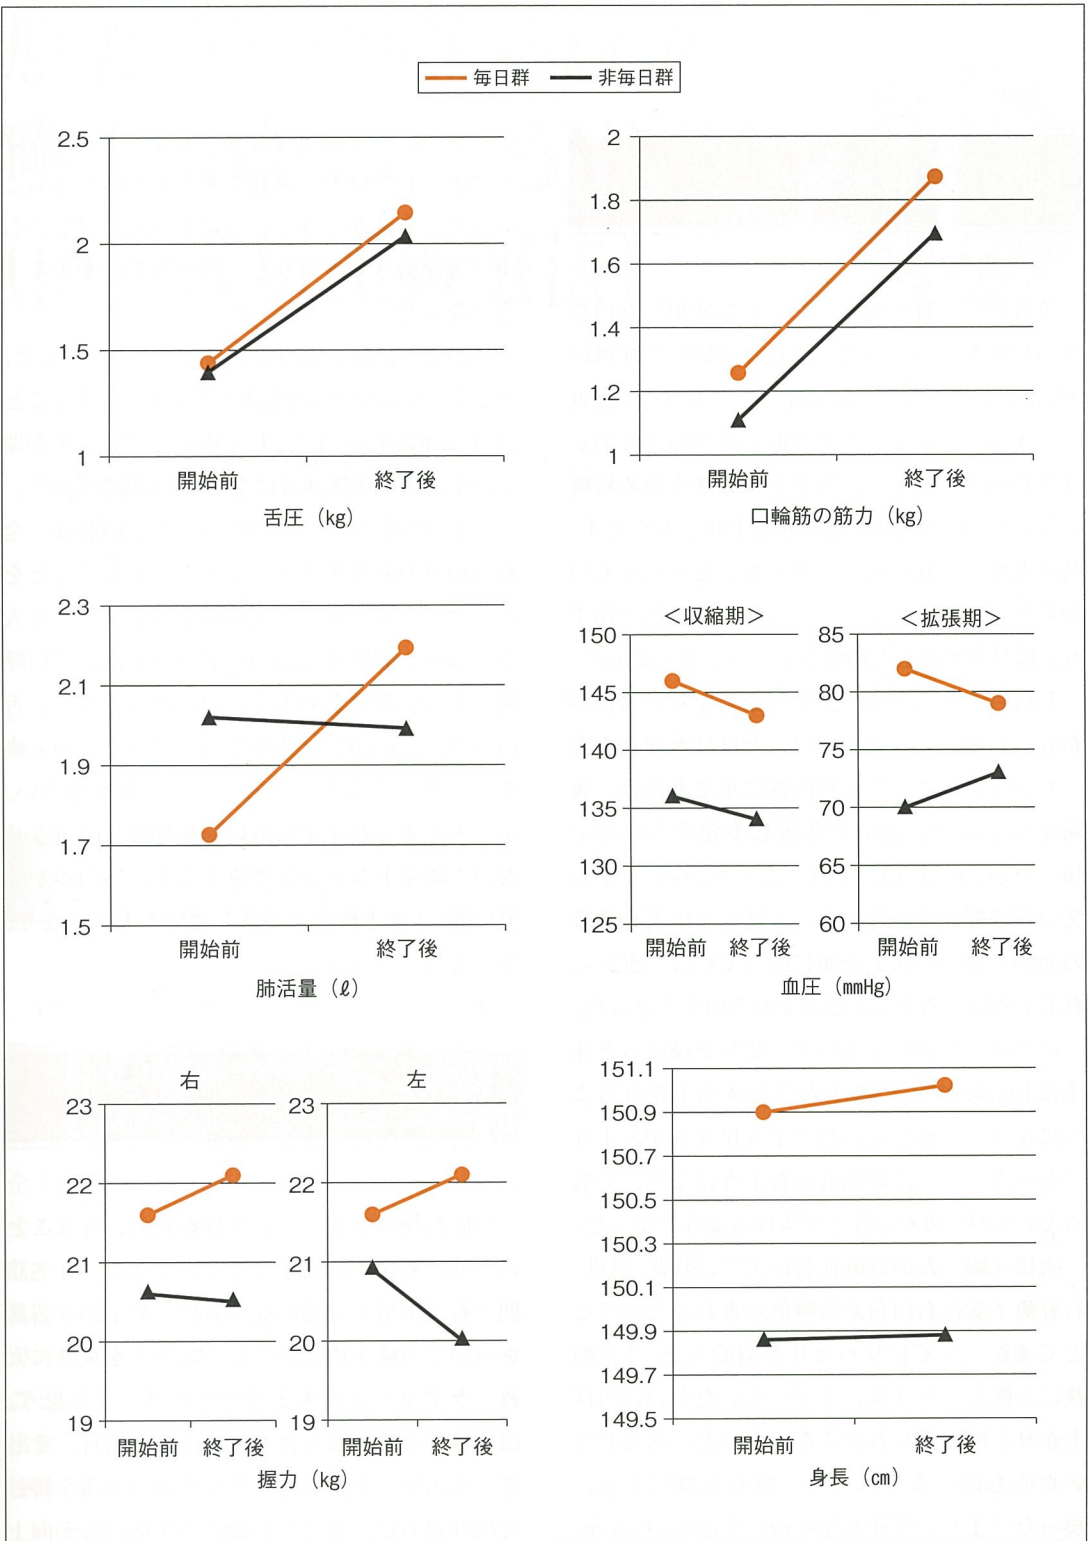 毎日群 非毎日群
2.5
2
1.5
1
開始前 終了後
舌圧（kg）
2
1.8
1.6
1.4
1.2
1
開始前 終了後
口輪筋の筋力（kg）
2.3
2.1
1.9
1.7
1.5
開始前 終了後
肺活量（ℓ）
＜収縮期＞
150
145
140
135
130
125
開始前 終了後
＜拡張期＞
85
80
75
70
65
60
開始前 終了後
血圧（mmHg）
右
23
22
21
20
19
開始前 終了後
左
23
22
21
20
19
開始前 終了後
握力（kg）
151.1
150.9
150.7
150.5
150.3
150.1
149.9
149.7
149.5
開始前 終了後
身長（cm）